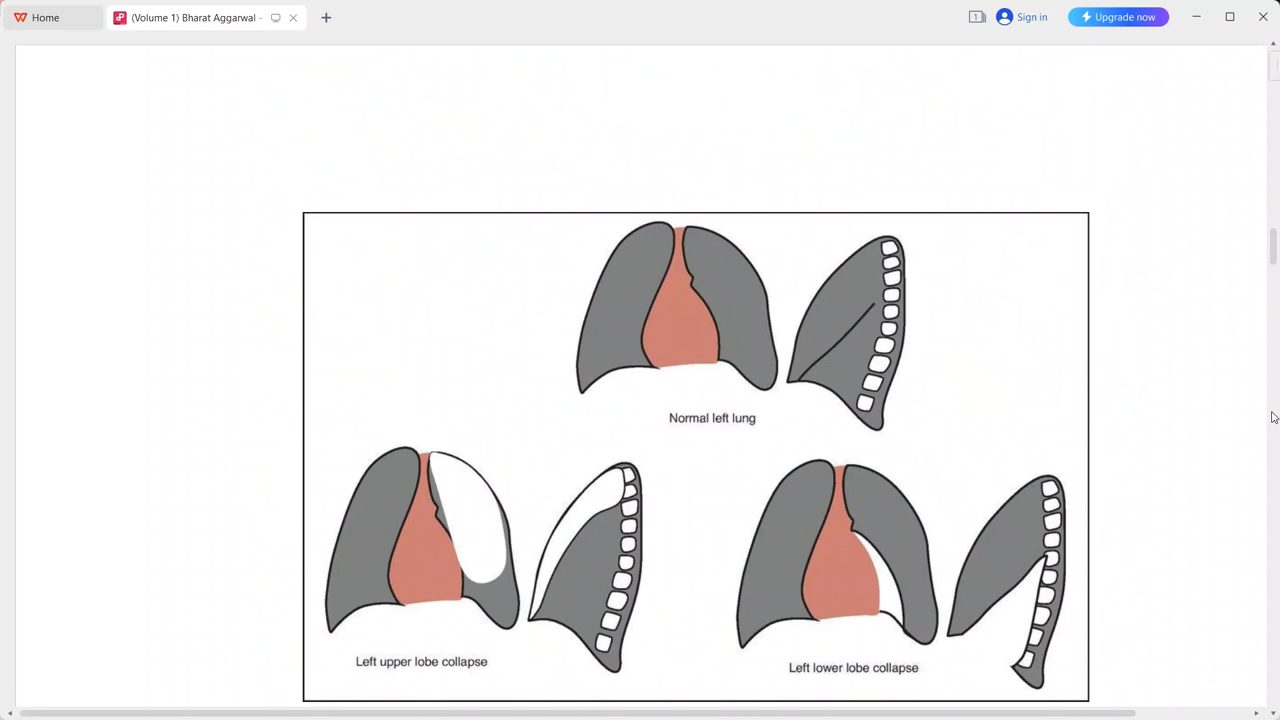 Home
(Volume 1) Bharat Aggarwal -
1
Sign in
Upgrade now
Normal left lung
Left upper lobe collapse
Left lower lobe collapse